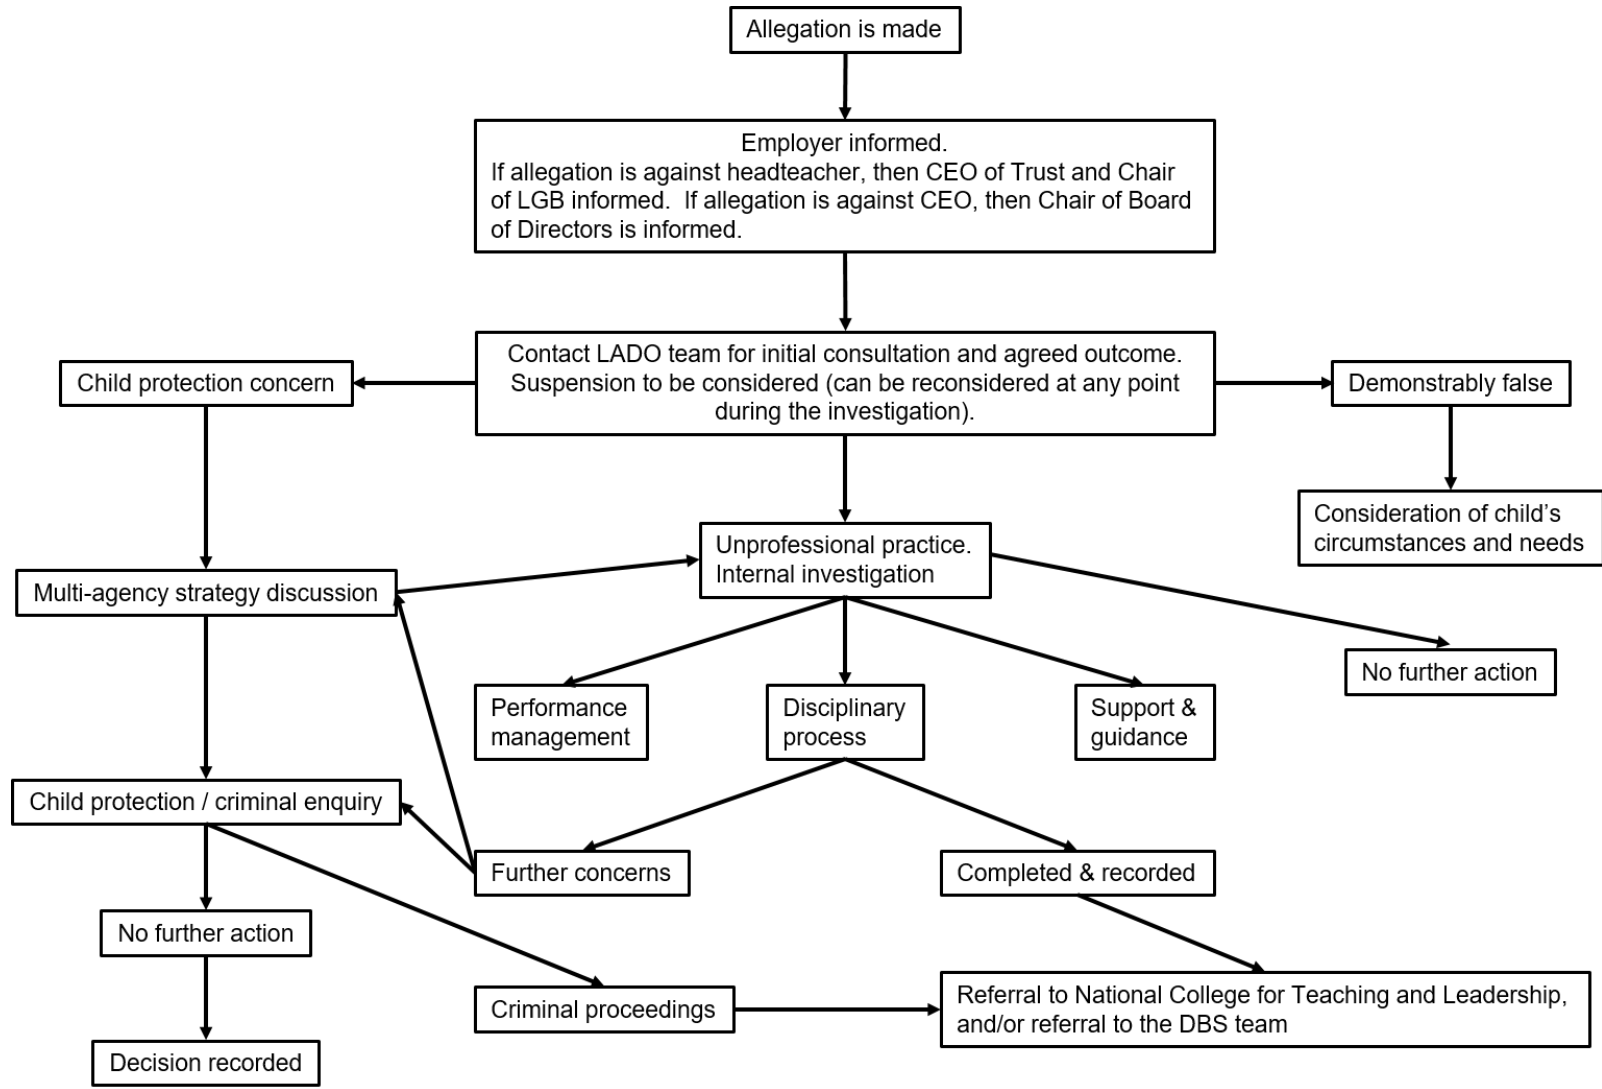 Allegation is made
Employer informed.
If allegation is against headteacher, then CEO of Trust and Chair
of LGB informed.  If allegation is against CEO, then Chair of Board
of Directors is informed.
Contact LADO team for initial consultation and agreed outcome.
Suspension to be considered (can be reconsidered at any point
during the investigation).
Child protection concern
Demonstrably false
Consideration of child’s
circumstances and needs
Unprofessional practice.
Internal investigation
Multi-agency strategy discussion
No further action
Performance
management
Disciplinary
process
Support &
guidance
Child protection / criminal enquiry
Further concerns
Completed & recorded
No further action
Criminal proceedings
Referral to National College for Teaching and Leadership,
and/or referral to the DBS team
Decision recorded